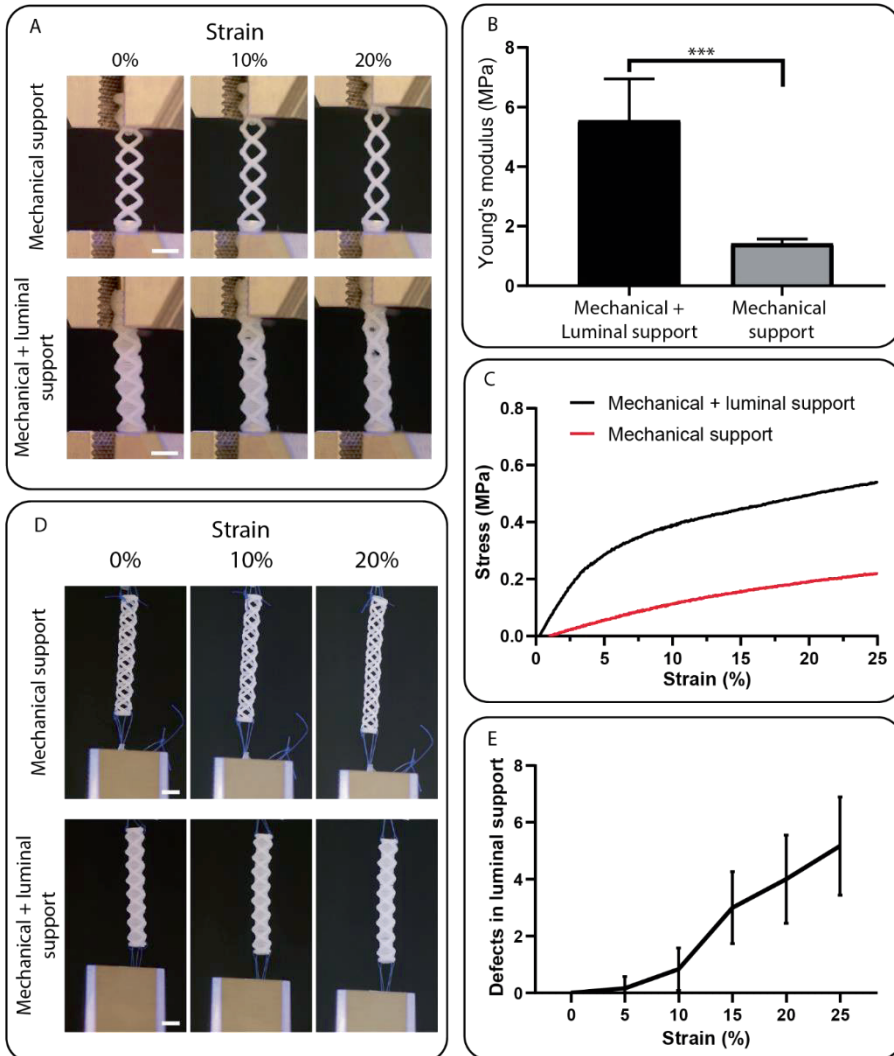 A
Strain
0%
10%
20%
Mechanical support
Mechanical + luminal
support
B
Young's modulus (MPa)
8
6
4
2
0
***
Mechanical +
Luminal support
Mechanical
support
C
Mechanical + luminal support
Mechanical support
Stress (MPa)
0.8
0.6
0.4
0.2
0.0
0
5
10
15
20
25
Strain (%)
D
Strain
0%
10%
20%
Mechanical support
Mechanical + luminal
support
E
Defects in luminal support
8
6
4
2
0
0
5
10
15
20
25
Strain (%)